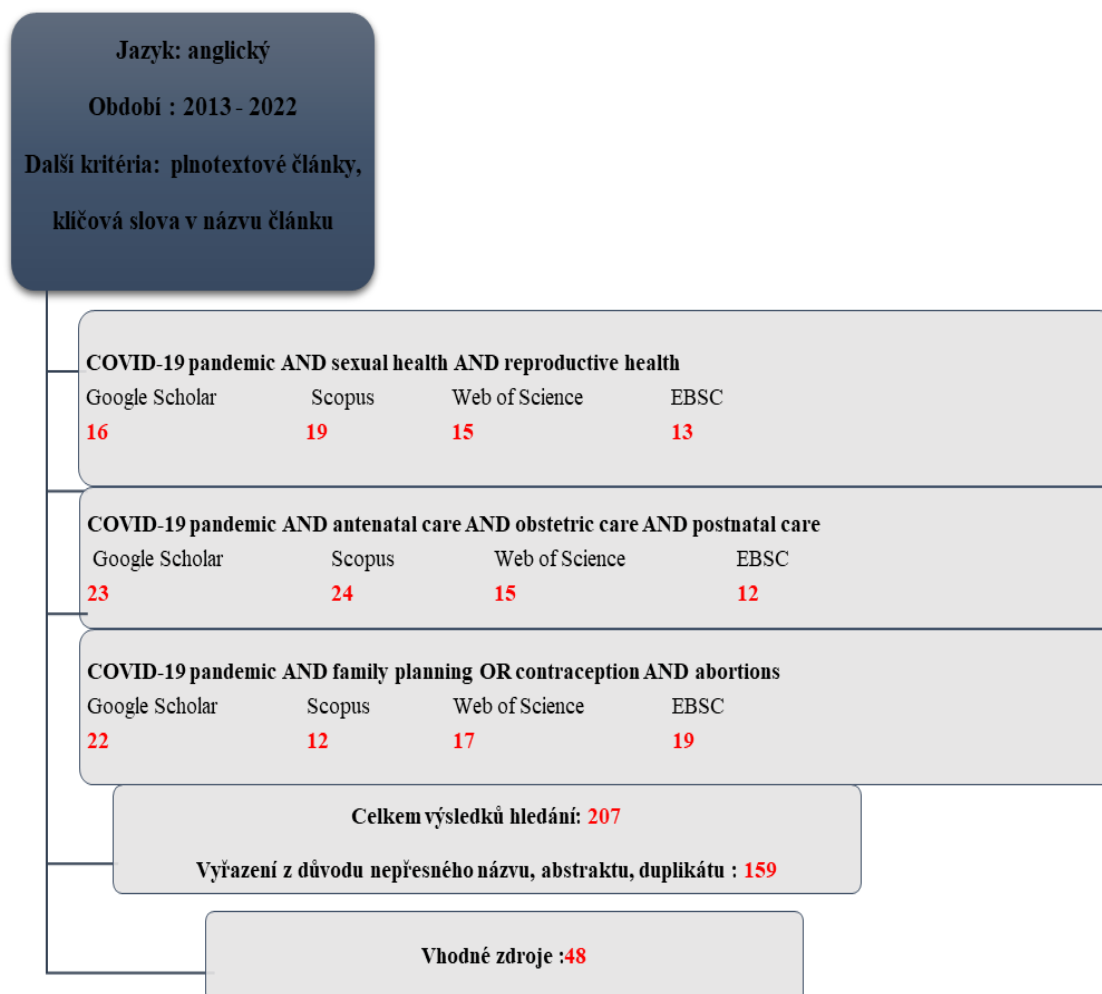 Jazyk: anglický
Období : 2013 - 2022
Další kritéria: plnotextové články,
klíčová slova v názvu článku
COVID-19 pandemic AND sexual health AND reproductive health
Google Scholar Scopus Web of Science EBSC
16 19 15 13
COVID-19 pandemic AND antenatal care AND obstetric care AND postnatal care
Google Scholar Scopus Web of Science EBSC
23 24 15 12
COVID-19 pandemic AND family planning OR contraception AND abortions
Google Scholar Scopus Web of Science EBSC
22 12 17 19
Celkem výsledků hledání: 207
Vyřazení z důvodu nepřesného názvu, abstraktu, duplikátu : 159
Vhodné zdroje :48